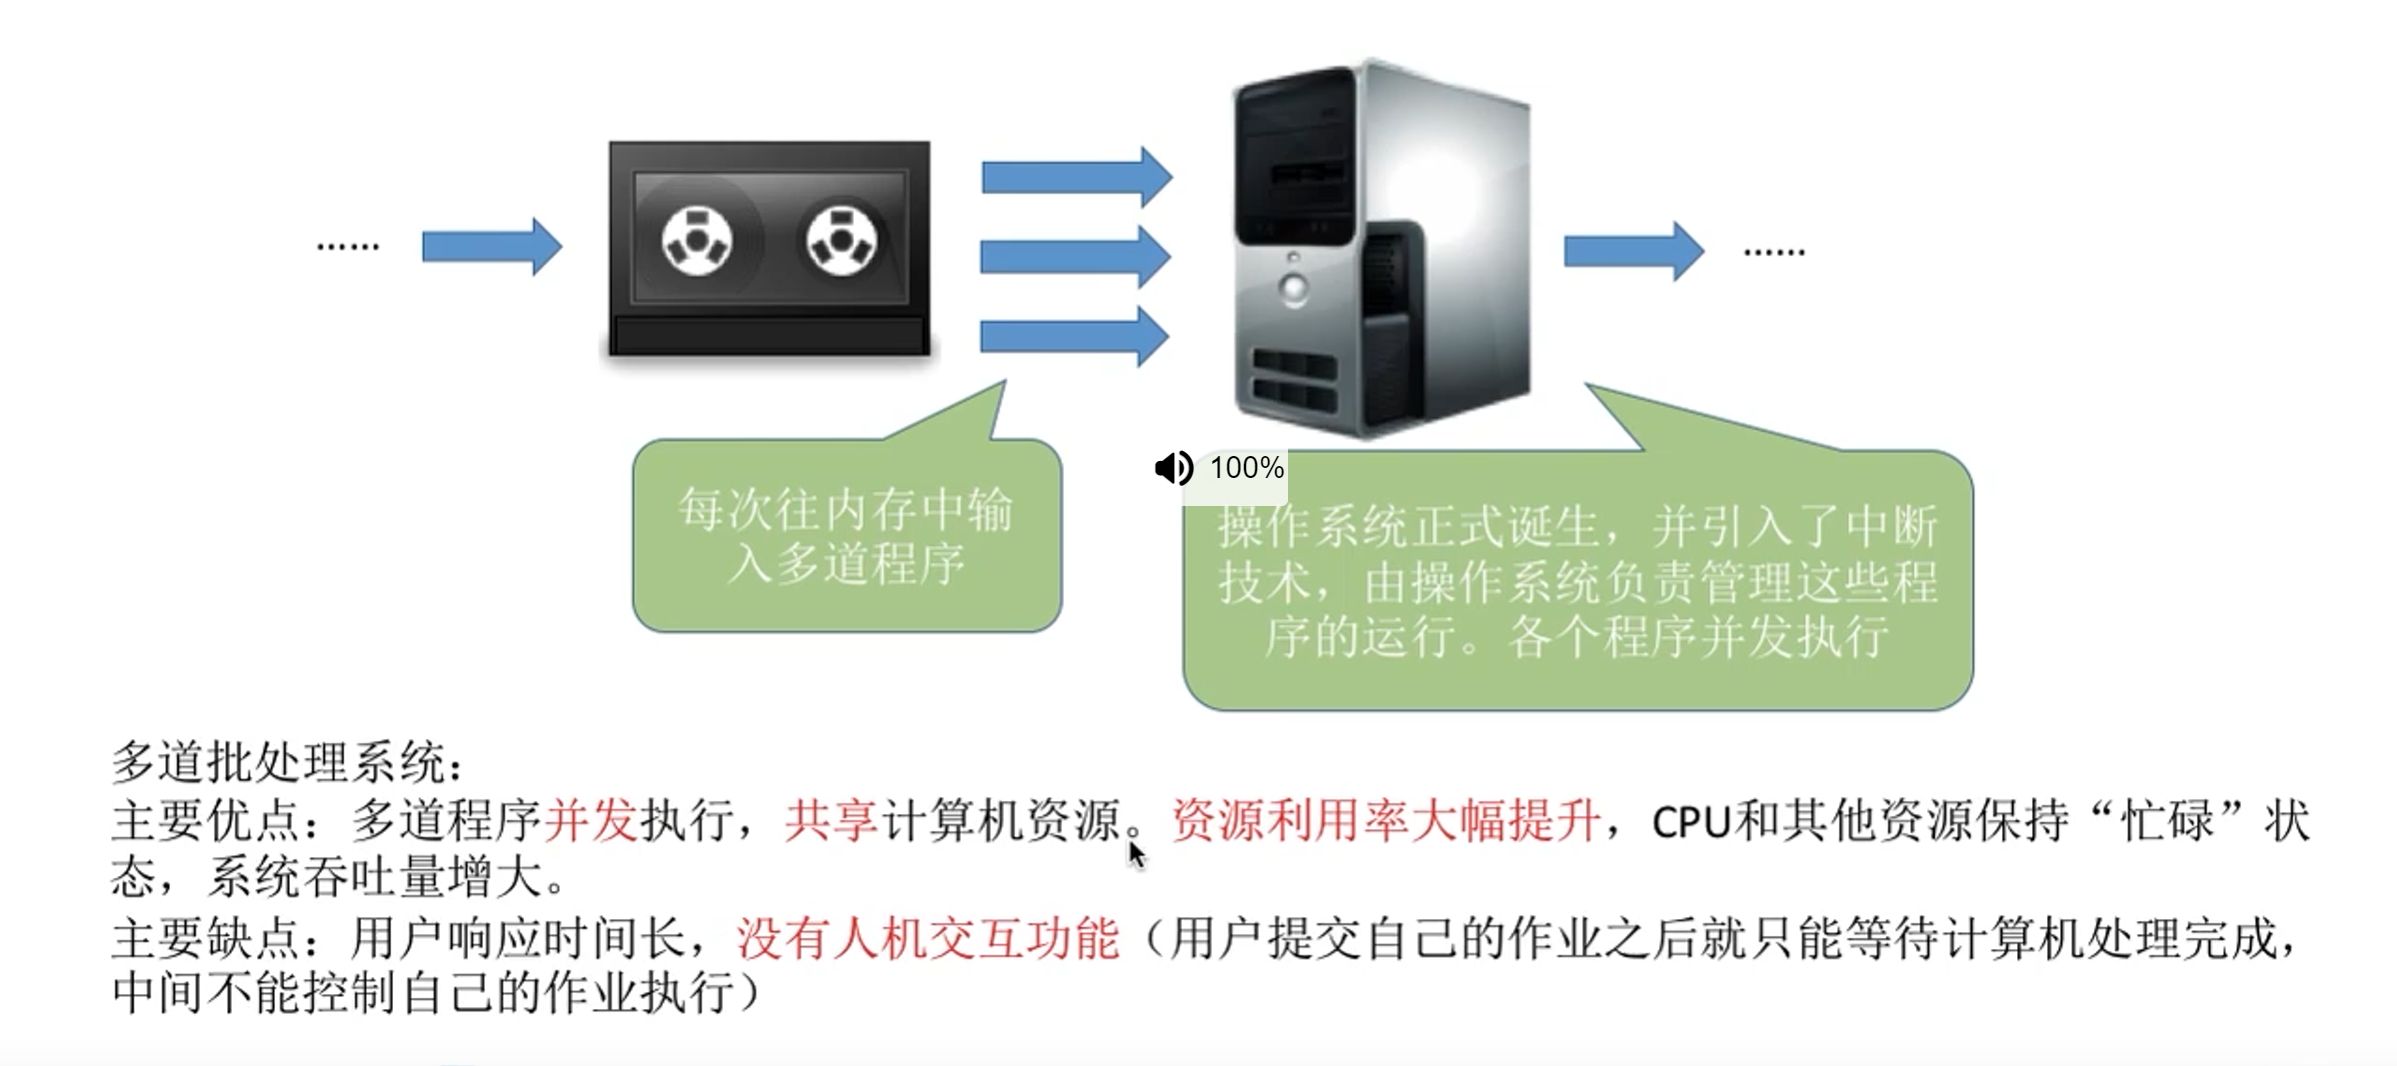 ......
......
每次往内存中输
入多道程序
100%
操作系统正式诞生，并引入了中断
技术，由操作系统负责管理这些程
序的运行。各个程序并发执行
多道批处理系统：
主要优点：多道程序并发执行，共享计算机资源。资源利用率大幅提升，CPU和其他资源保持“忙碌”状
态，系统吞吐量增大。
主要缺点：用户响应时间长，没有人机交互功能（用户提交自己的作业之后就只能等待计算机处理完成，
中间不能控制自己的作业执行）